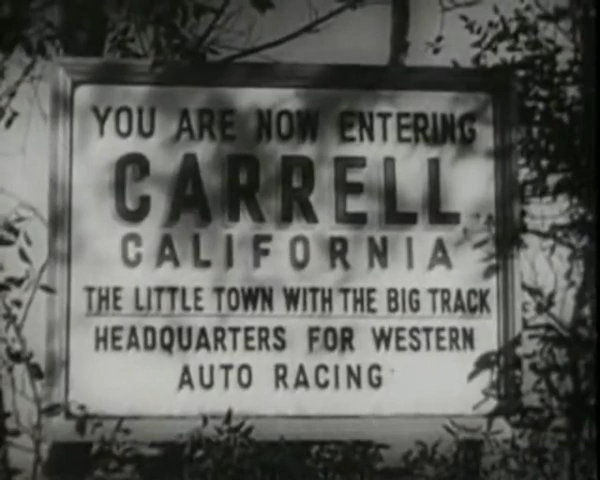 YOU ARE NOW ENTERING
CARRELL
CALIFORNIA
THE LITTLE TOWN WITH THE BIG TRACK
HEADQUARTERS FOR WESTERN
AUTO RACING